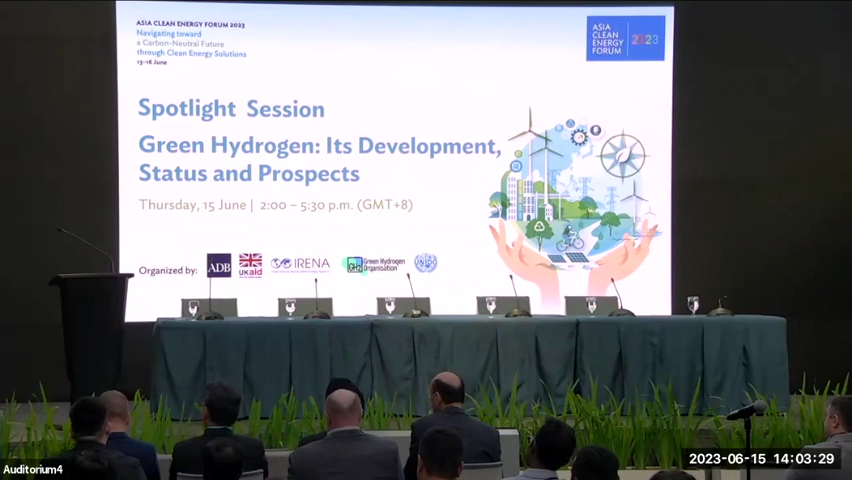 ASIA CLEAN ENERGY FORUM 2023
Navigating toward
a Carbon-Neutral Future
through Clean Energy Solutions
13-16 June
ASIA
CLEAN
ENERGY
FORUM
2023
Spotlight Session
Green Hydrogen: Its Development,
Status and Prospects
Thursday, 15 June | 2:00 – 5:30 p.m. (GMT+8)
Organized by:
ADB
UKaid
IRENA
GH2
Green Hydrogen
Organisation
UNIDO
Auditorium4
2023-06-15 14:03:29